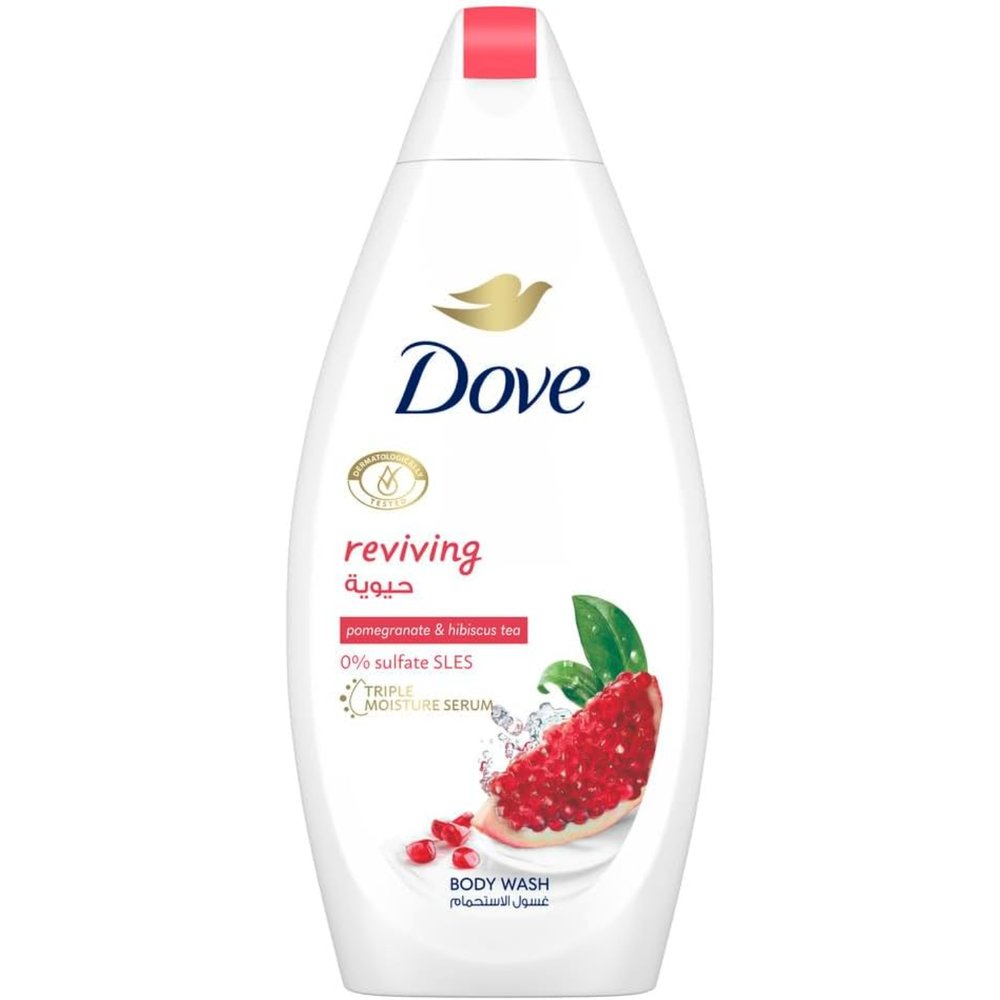 Dove
DERMATOLOGICALLY
TESTED
reviving
حيوية
pomegranate & hibiscus tea
0% sulfate SLES
TRIPLE
MOISTURE SERUM
BODY WASH
غسول الاستحمام